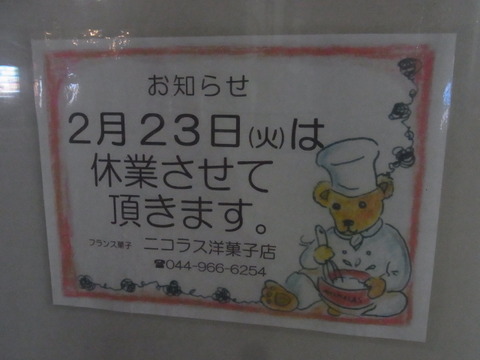 お知らせ
2月23日(火)は
休業させて
頂きます。
フランス菓子 ニコラス洋菓子店
☎044-966-6254